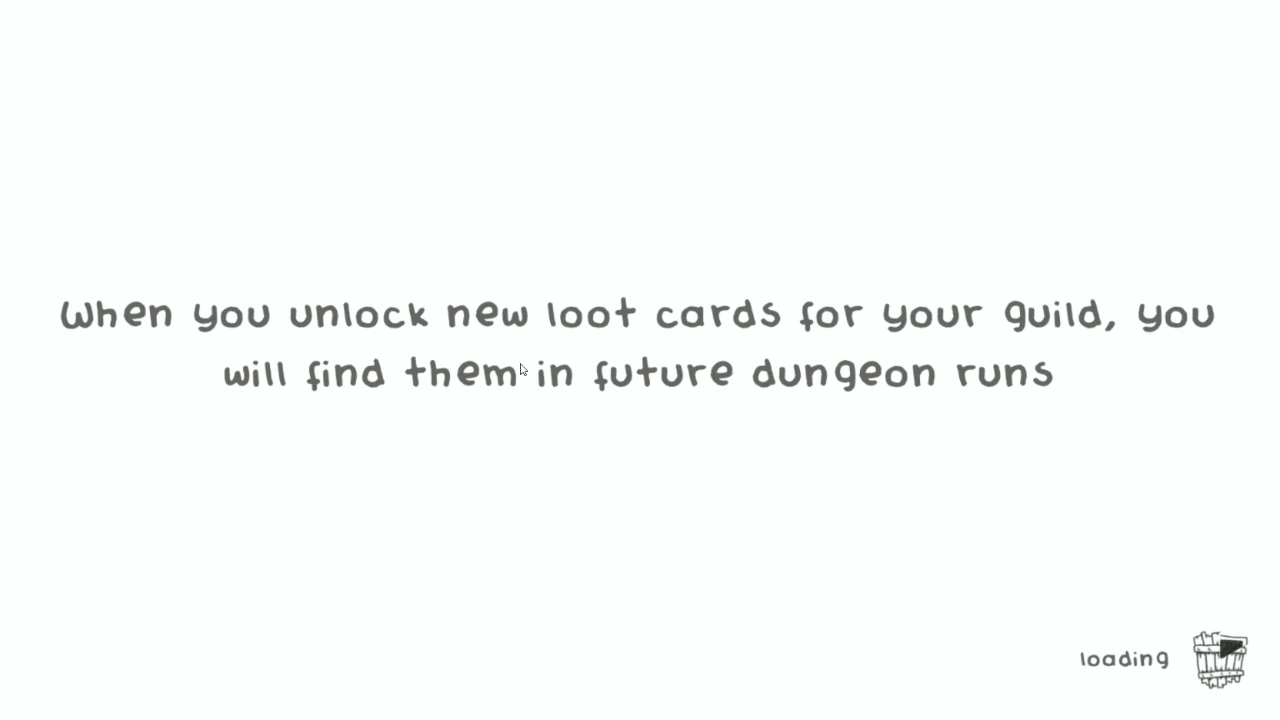 When you unlock new loot cards for your guild, you
will find them in future dungeon runs
loading